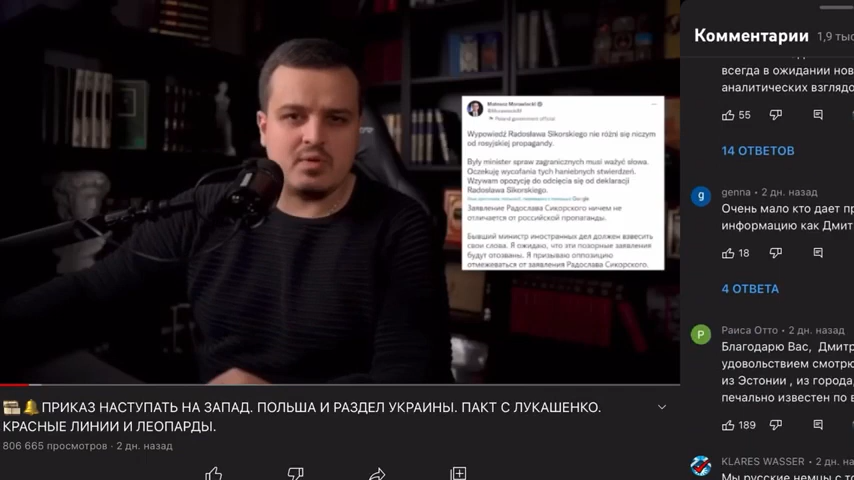 Mateusz Morawiecki
@MorawieckiM
Poland government official
Wypowiedź Radosława Sikorskiego nie różni się niczym
od rosyjskiej propagandy.
Były minister spraw zagranicznych musi ważyć słowa.
Oczekuję wycofania tych haniebnych stwierdzeń.
Wzywam opozycję do odcięcia się od deklaracji
Radosława Sikorskiego.
Google
Заявление Радослава Сикорского ничем не
отличается от российской пропаганды.
Бывший министр иностранных дел должен взвесить
свои слова. Я ожидаю, что эти позорные заявления
будут отозваны. Я призываю оппозицию
отмежеваться от заявления Радослава Сикорского.
ПРИКАЗ НАСТУПАТЬ НА ЗАПАД. ПОЛЬША И РАЗДЕЛ УКРАИНЫ. ПАКТ С ЛУКАШЕНКО.
КРАСНЫЕ ЛИНИИ И ЛЕОПАРДЫ.
806 665 просмотров · 2 дн. назад
Комментарии 1,9 тыс
всегда в ожидании нов
аналитических взглядо
55
14 ОТВЕТОВ
g
genna • 2 дн. назад
Очень мало кто дает пр
информацию как Дмит
18
4 ОТВЕТА
P
Раиса Отто • 2 дн. назад
Благодарю Вас, Дмитр
удовольствием смотрю
из Эстонии , из города,
печально известен по в
189
KLARES WASSER • 2 дн. на
Мы русские немцы с то